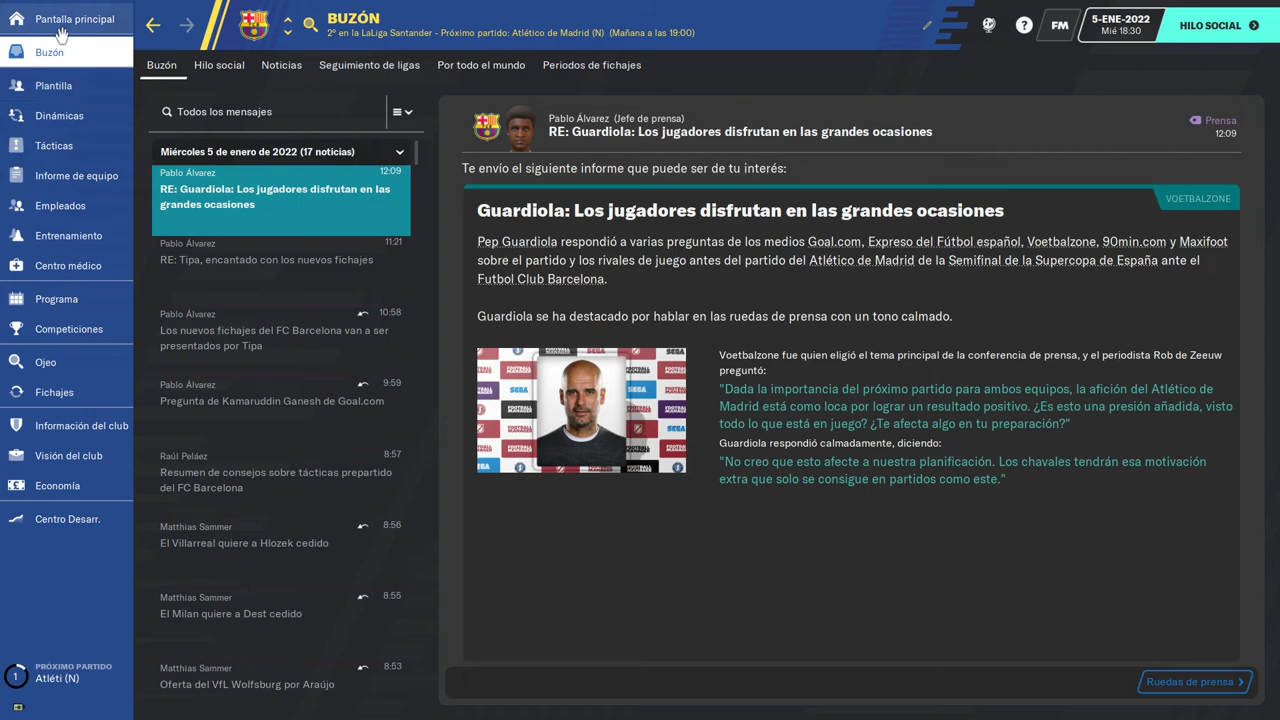 Pantalla principal
Buzón
Plantilla
Dinámicas
Tácticas
Informe de equipo
Empleados
Entrenamiento
Centro médico
Programa
Competiciones
Ojeo
Fichajes
Información del club
Visión del club
Economía
Centro Desarr.
PRÓXIMO PARTIDO
1 Atléti (N)
BUZÓN
2º en la LaLiga Santander - Próximo partido: Atlético de Madrid (N) (Mañana a las 19:00)
FM
5-ENE-2022
Mié 18:30
HILO SOCIAL
Buzón Hilo social Noticias Seguimiento de ligas Por todo el mundo Periodos de fichajes
Todos los mensajes
Miércoles 5 de enero de 2022 (17 noticias)
Pablo Álvarez 12:09
RE: Guardiola: Los jugadores disfrutan en las
grandes ocasiones
Pablo Álvarez 11:21
RE: Tipa, encantado con los nuevos fichajes
Pablo Álvarez 10:58
Los nuevos fichajes del FC Barcelona van a ser
presentados por Tipa
Pablo Álvarez 9:59
Pregunta de Kamaruddin Ganesh de Goal.com
Raúl Peláez 8:57
Resumen de consejos sobre tácticas prepartido
del FC Barcelona
Matthias Sammer 8:56
El Villarreal quiere a Hlozek cedido
Matthias Sammer 8:55
El Milan quiere a Dest cedido
Matthias Sammer 8:53
Oferta del VfL Wolfsburg por Araújo
Pablo Álvarez (Jefe de prensa)
RE: Guardiola: Los jugadores disfrutan en las grandes ocasiones
Prensa
12:09
Te envío el siguiente informe que puede ser de tu interés:
VOETBALZONE
Guardiola: Los jugadores disfrutan en las grandes ocasiones
Pep Guardiola respondió a varias preguntas de los medios Goal.com, Expreso del Fútbol español, Voetbalzone, 90min.com y Maxifoot
sobre el partido y los rivales de juego antes del partido del Atlético de Madrid de la Semifinal de la Supercopa de España ante el
Futbol Club Barcelona.
Guardiola se ha destacado por hablar en las ruedas de prensa con un tono calmado.
Voetbalzone fue quien eligió el tema principal de la conferencia de prensa, y el periodista Rob de Zeeuw
preguntó:
"Dada la importancia del próximo partido para ambos equipos, la afición del Atlético de
Madrid está como loca por lograr un resultado positivo. ¿Es esto una presión añadida, visto
todo lo que está en juego? ¿Te afecta algo en tu preparación?"
Guardiola respondió calmadamente, diciendo:
"No creo que esto afecte a nuestra planificación. Los chavales tendrán esa motivación
extra que solo se consigue en partidos como este."
Ruedas de prensa